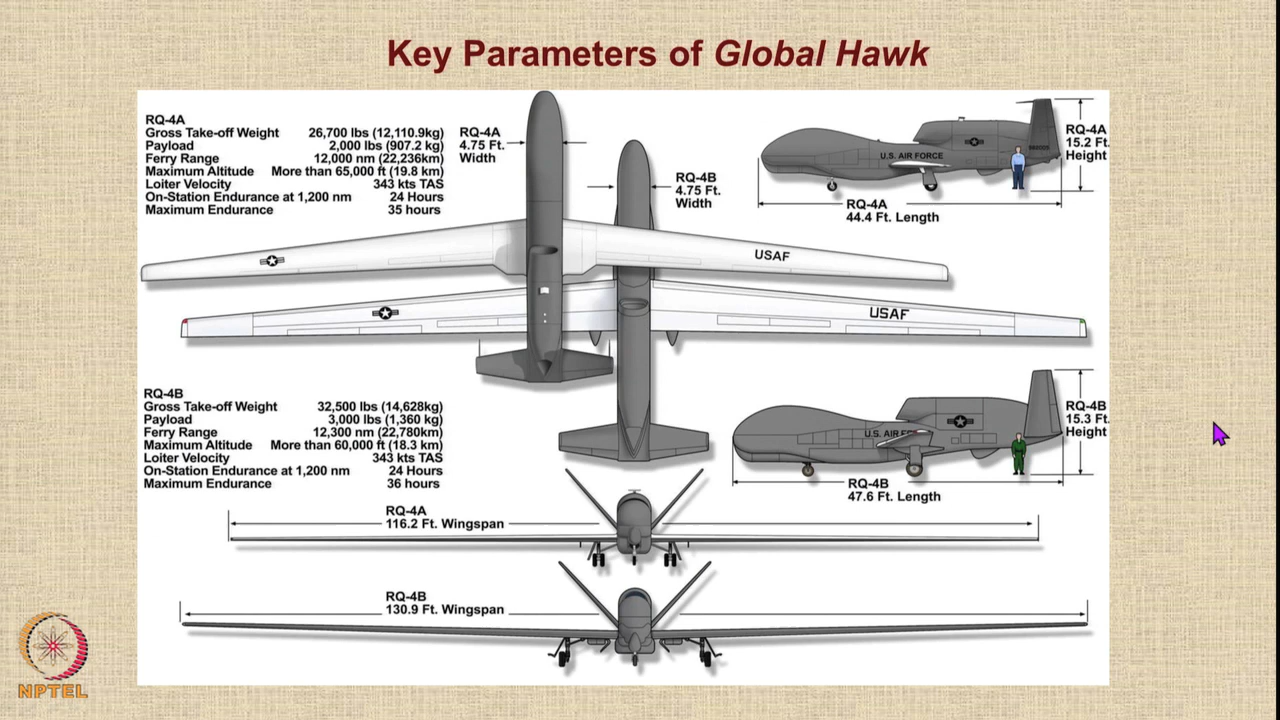 Key Parameters of Global Hawk
RQ-4A
Gross Take-off Weight 26,700 lbs (12,110.9kg)
Payload 2,000 lbs (907.2 kg)
Ferry Range 12,000 nm (22,236km)
Maximum Altitude More than 65,000 ft (19.8 km)
Loiter Velocity 343 kts TAS
On-Station Endurance at 1,200 nm 24 Hours
Maximum Endurance 35 hours
RQ-4A
4.75 Ft.
Width
RQ-4B
4.75 Ft.
Width
U.S. AIR FORCE
RQ-4A
15.2 Ft.
Height
RQ-4A
44.4 Ft. Length
USAF
USAF
RQ-4B
Gross Take-off Weight 32,500 lbs (14,628kg)
Payload 3,000 lbs (1,360 kg)
Ferry Range 12,300 nm (22,780km)
Maximum Altitude More than 60,000 ft (18.3 km)
Loiter Velocity 343 kts TAS
On-Station Endurance at 1,200 nm 24 Hours
Maximum Endurance 36 hours
U.S. AIR
RQ-4B
15.3 Ft.
Height
RQ-4B
47.6 Ft. Length
RQ-4A
116.2 Ft. Wingspan
RQ-4B
130.9 Ft. Wingspan
NPTEL